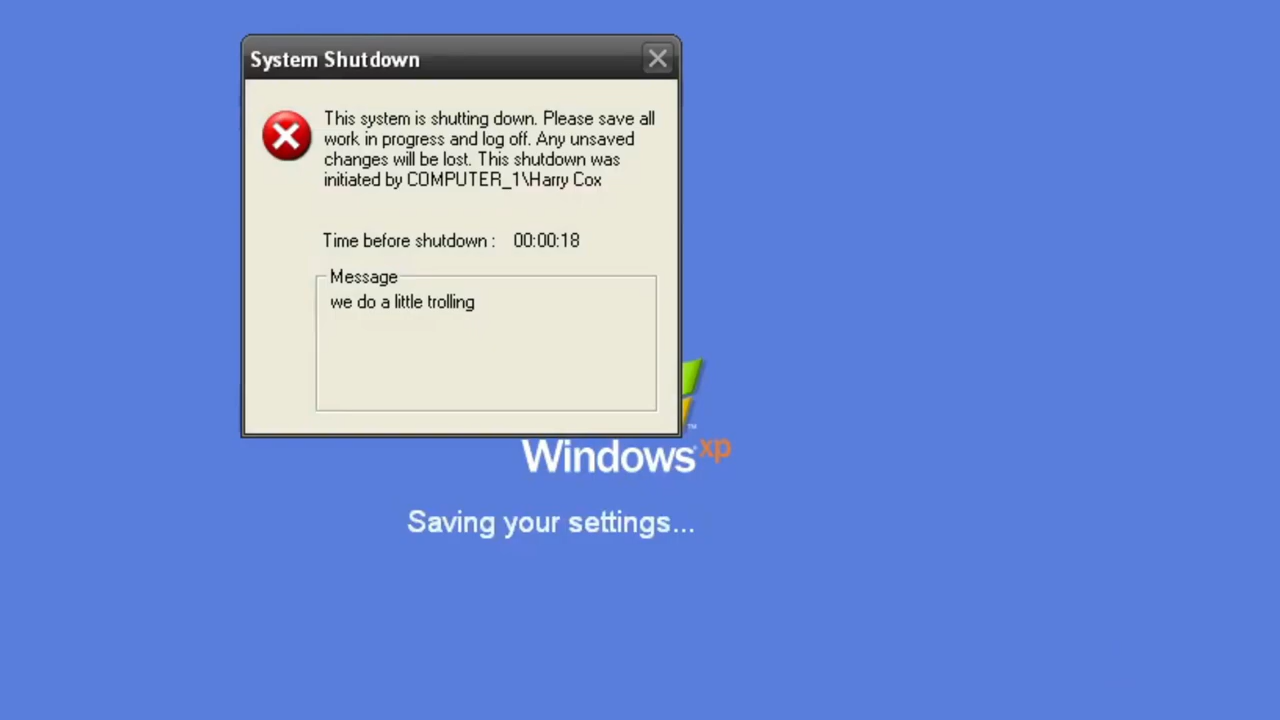 System Shutdown
This system is shutting down. Please save all
work in progress and log off. Any unsaved
changes will be lost. This shutdown was
initiated by COMPUTER_1\Harry Cox
Time before shutdown : 00:00:18
Message
we do a little trolling
™
Windows xp
Saving your settings...